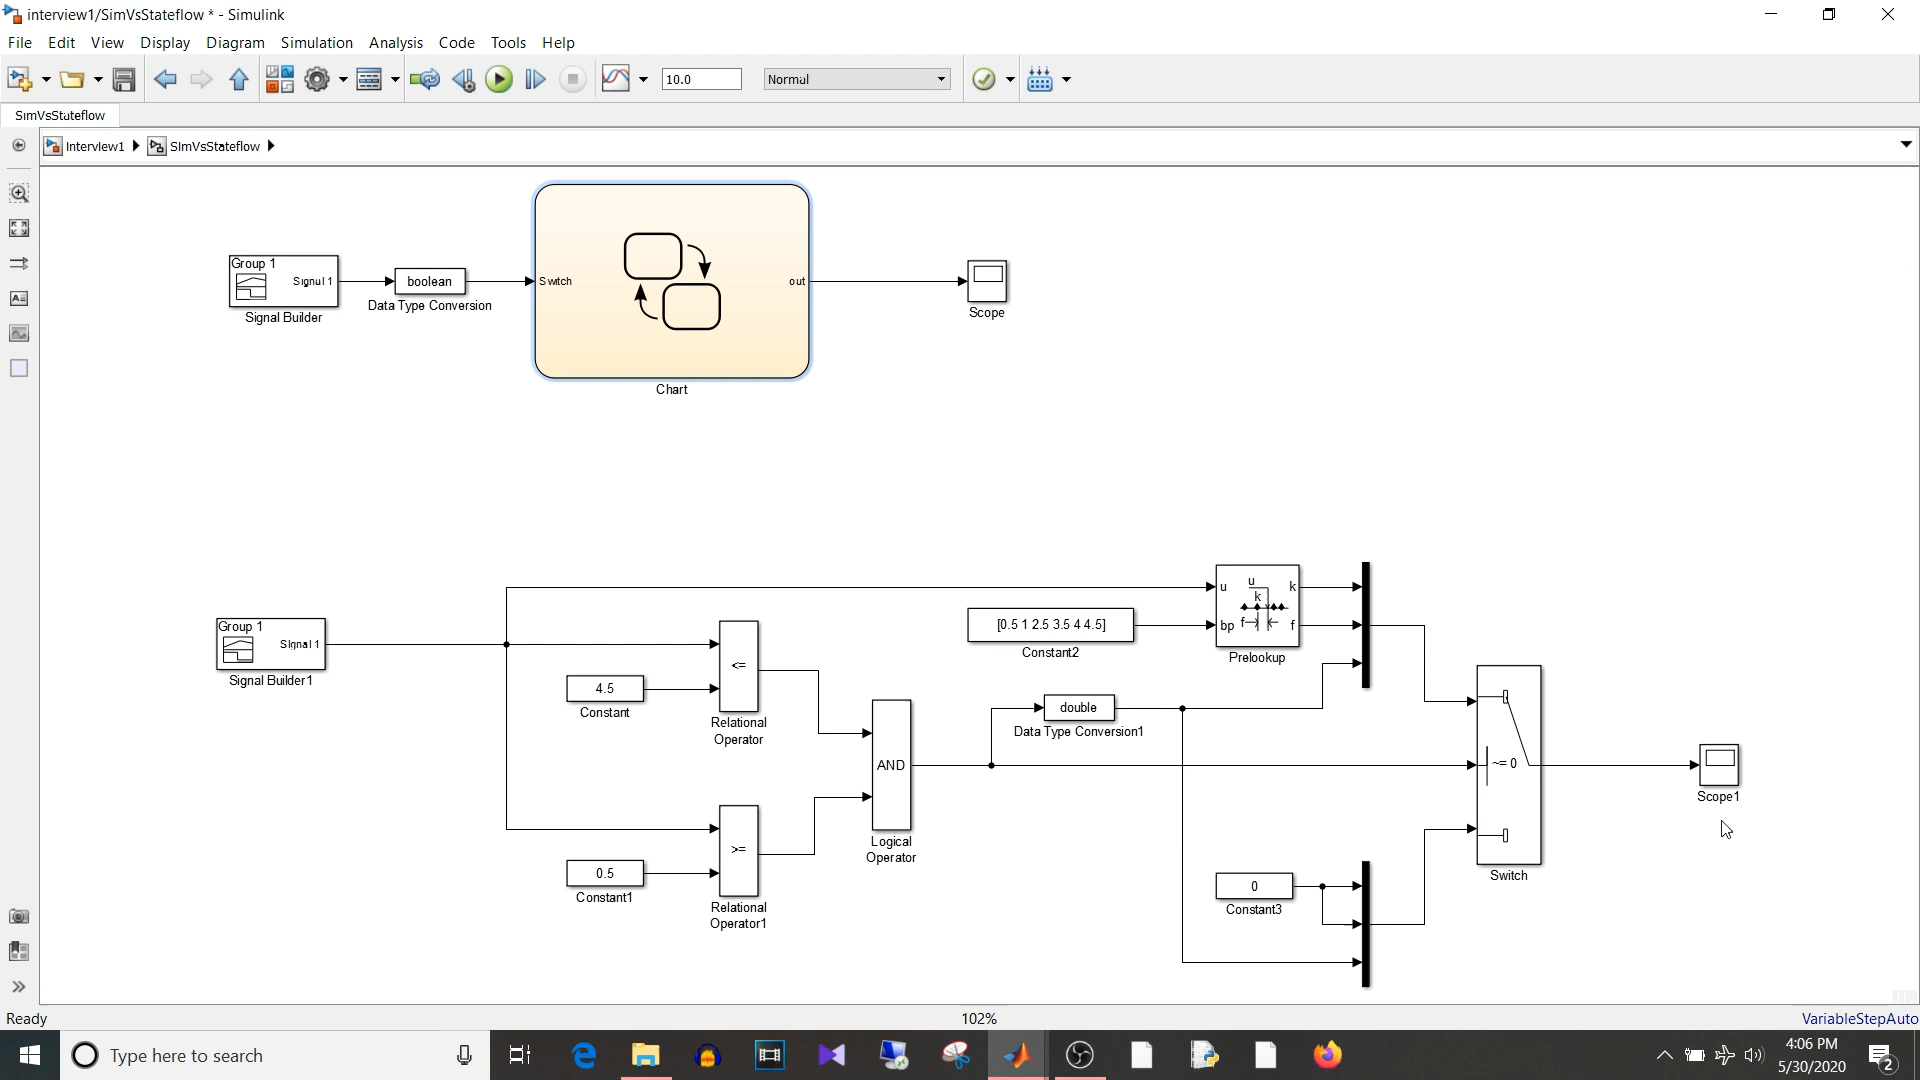 interview1/SimVsStateflow * - Simulink
File Edit View Display Diagram Simulation Analysis Code Tools Help
10.0 Normal
SimVsStateflow
interview1 SimVsStateflow
Group 1
Signal 1
Signal Builder
boolean
Data Type Conversion
Switch
out
Chart
Scope
Group 1
Signal 1
Signal Builder1
4.5
Constant
<=
Relational
Operator
0.5
Constant1
>=
Relational
Operator1
AND
Logical
Operator
[0.5 1 2.5 3.5 4 4.5]
Constant2
u
bp
u
k
f
k
f
Prelookup
double
Data Type Conversion1
0
Constant3
~= 0
Switch
Scope1
Ready
102%
VariableStepAuto
Type here to search
4:06 PM
5/30/2020
2